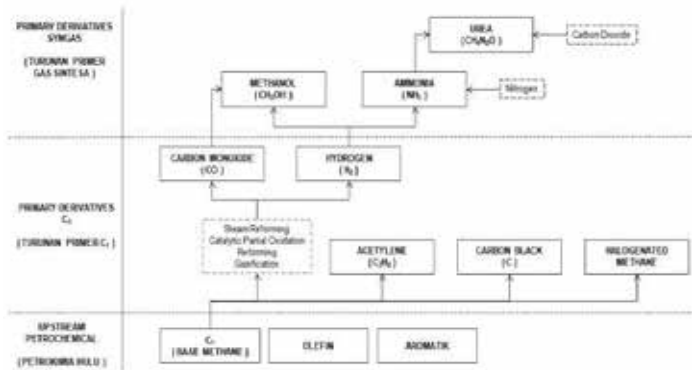 PRIMARY DERIVATIVES
SYNGAS
(TURUNAN PRIMER
GAS SINTESA)
UREA
(CH₄N₂O)
Carbon Dioxide
METHANOL
(CH₃OH)
AMMONIA
(NH₃)
Nitrogen
CARBON MONOXIDE
(CO)
HYDROGEN
(H₂)
PRIMARY DERIVATIVES
C₁
(TURUNAN PRIMER C₁)
Steam Reforming
Catalytic Partial Oxidation
Reforming
Gasification
ACETYLENE
(C₂H₂)
CARBON BLACK
(C)
HALOGENATED
METHANE
UPSTREAM
PETROCHEMICAL
(PETROKIMIA HULU)
C₁
(BASE METHANE)
OLEFIN
AROMATIK